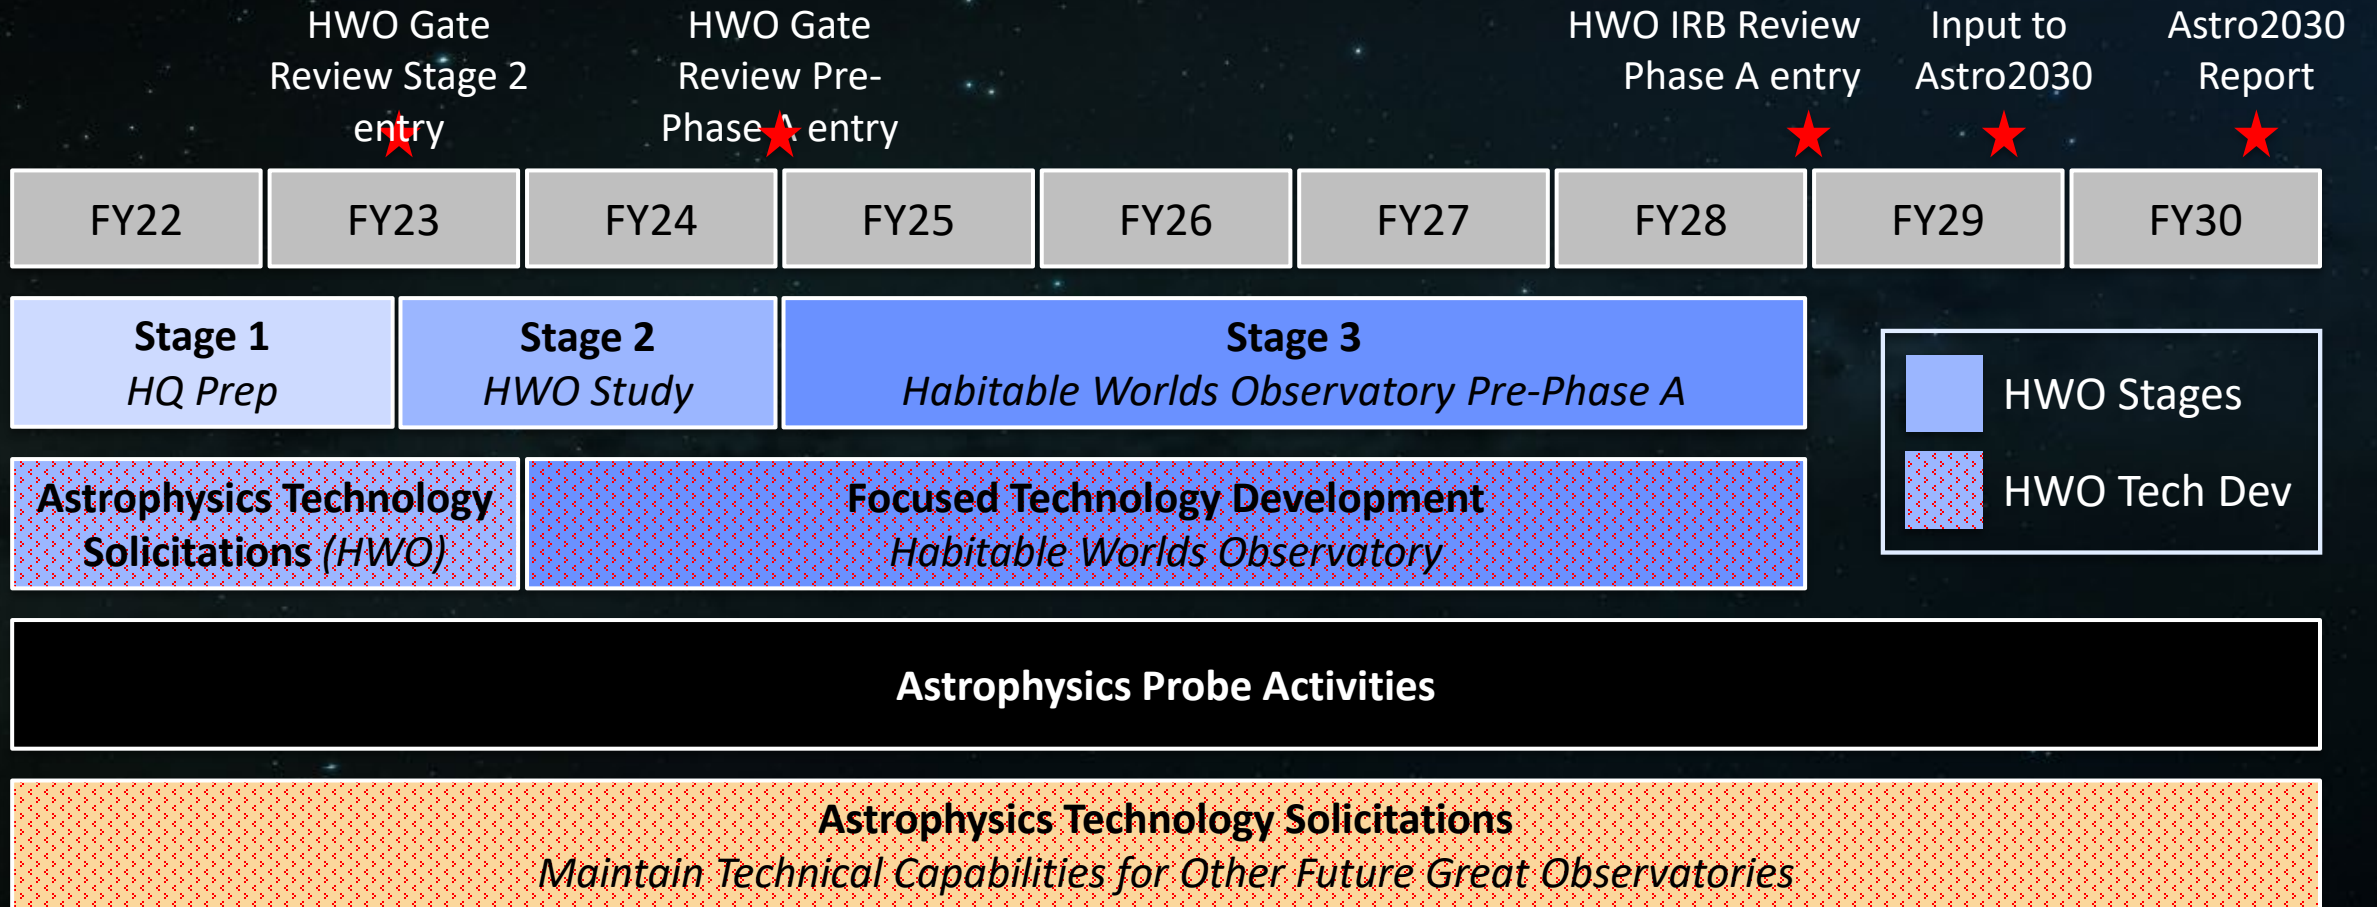 HWO Gate
Review Stage 2
entry
HWO Gate
Review Pre-
Phase A entry
HWO IRB Review
Phase A entry
Input to
Astro2030
Astro2030
Report
FY22
FY23
FY24
FY25
FY26
FY27
FY28
FY29
FY30
Stage 1
HQ Prep
Stage 2
HWO Study
Stage 3
Habitable Worlds Observatory Pre-Phase A
HWO Stages
HWO Tech Dev
Astrophysics Technology
Solicitations (HWO)
Focused Technology Development
Habitable Worlds Observatory
Astrophysics Probe Activities
Astrophysics Technology Solicitations
Maintain Technical Capabilities for Other Future Great Observatories